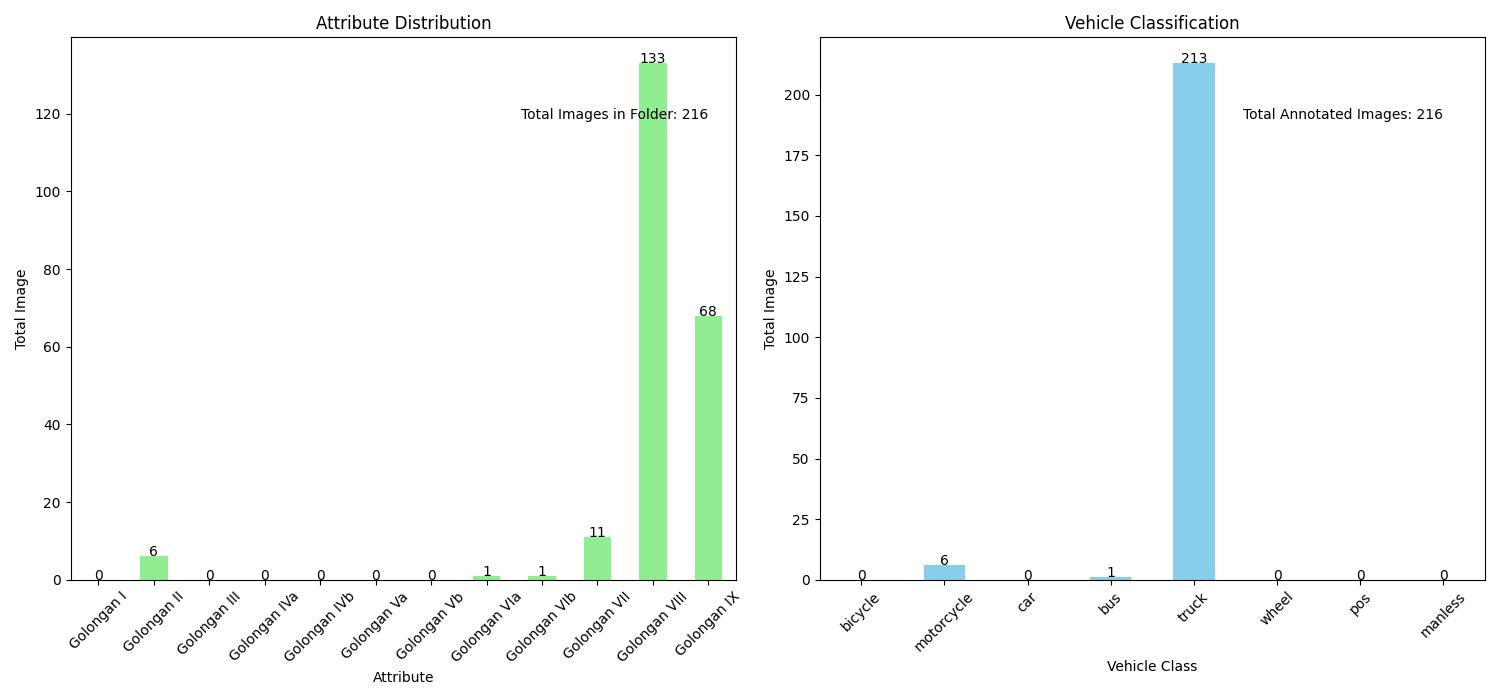 Attribute Distribution
Total Image
120
100
80
60
40
20
0
Total Images in Folder: 216
0
6
0
0
0
0
0
1
1
11
133
68
Golongan I
Golongan II
Golongan III
Golongan IVa
Golongan IVb
Golongan Va
Golongan Vb
Golongan VIa
Golongan VIb
Golongan VII
Golongan VIII
Golongan IX
Attribute
Vehicle Classification
Total Image
200
175
150
125
100
75
50
25
0
Total Annotated Images: 216
0
6
0
1
213
0
0
0
bicycle
motorcycle
car
bus
truck
wheel
pos
manless
Vehicle Class